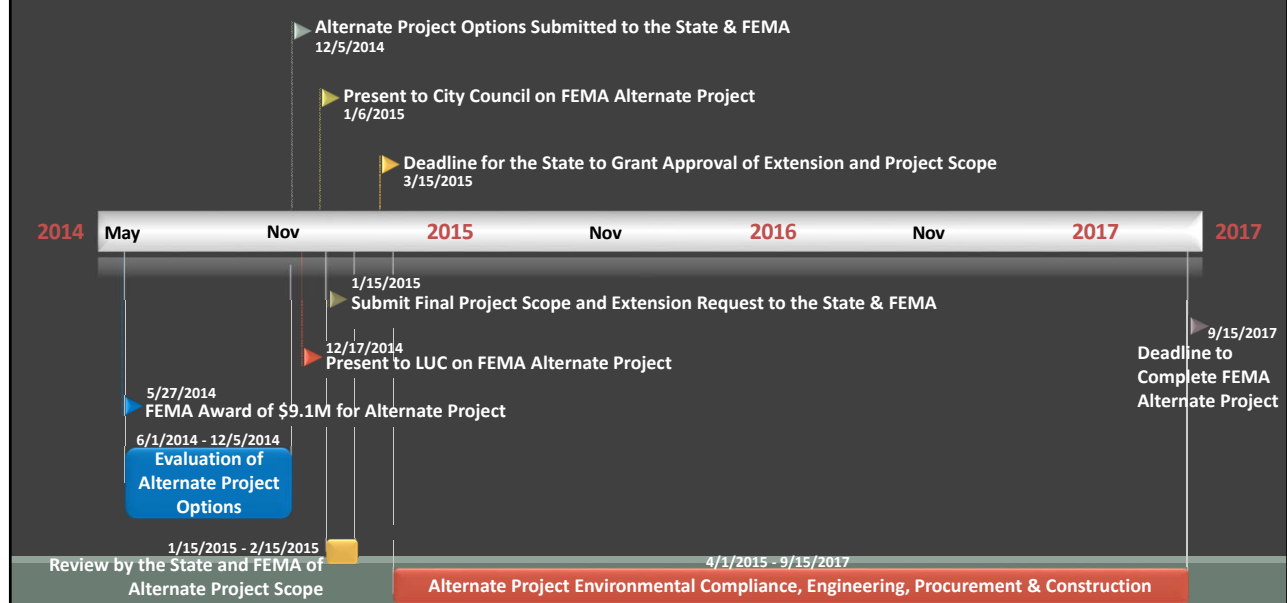 Alternate Project Options Submitted to the State & FEMA
12/5/2014
Present to City Council on FEMA Alternate Project
1/6/2015
Deadline for the State to Grant Approval of Extension and Project Scope
3/15/2015
2014 May Nov 2015 Nov 2016 Nov 2017 2017
1/15/2015
Submit Final Project Scope and Extension Request to the State & FEMA
9/15/2017
Deadline to
Complete FEMA
Alternate Project
12/17/2014
Present to LUC on FEMA Alternate Project
5/27/2014
FEMA Award of $9.1M for Alternate Project
6/1/2014 - 12/5/2014
Evaluation of
Alternate Project
Options
1/15/2015 - 2/15/2015
Review by the State and FEMA of
Alternate Project Scope
4/1/2015 - 9/15/2017
Alternate Project Environmental Compliance, Engineering, Procurement & Construction